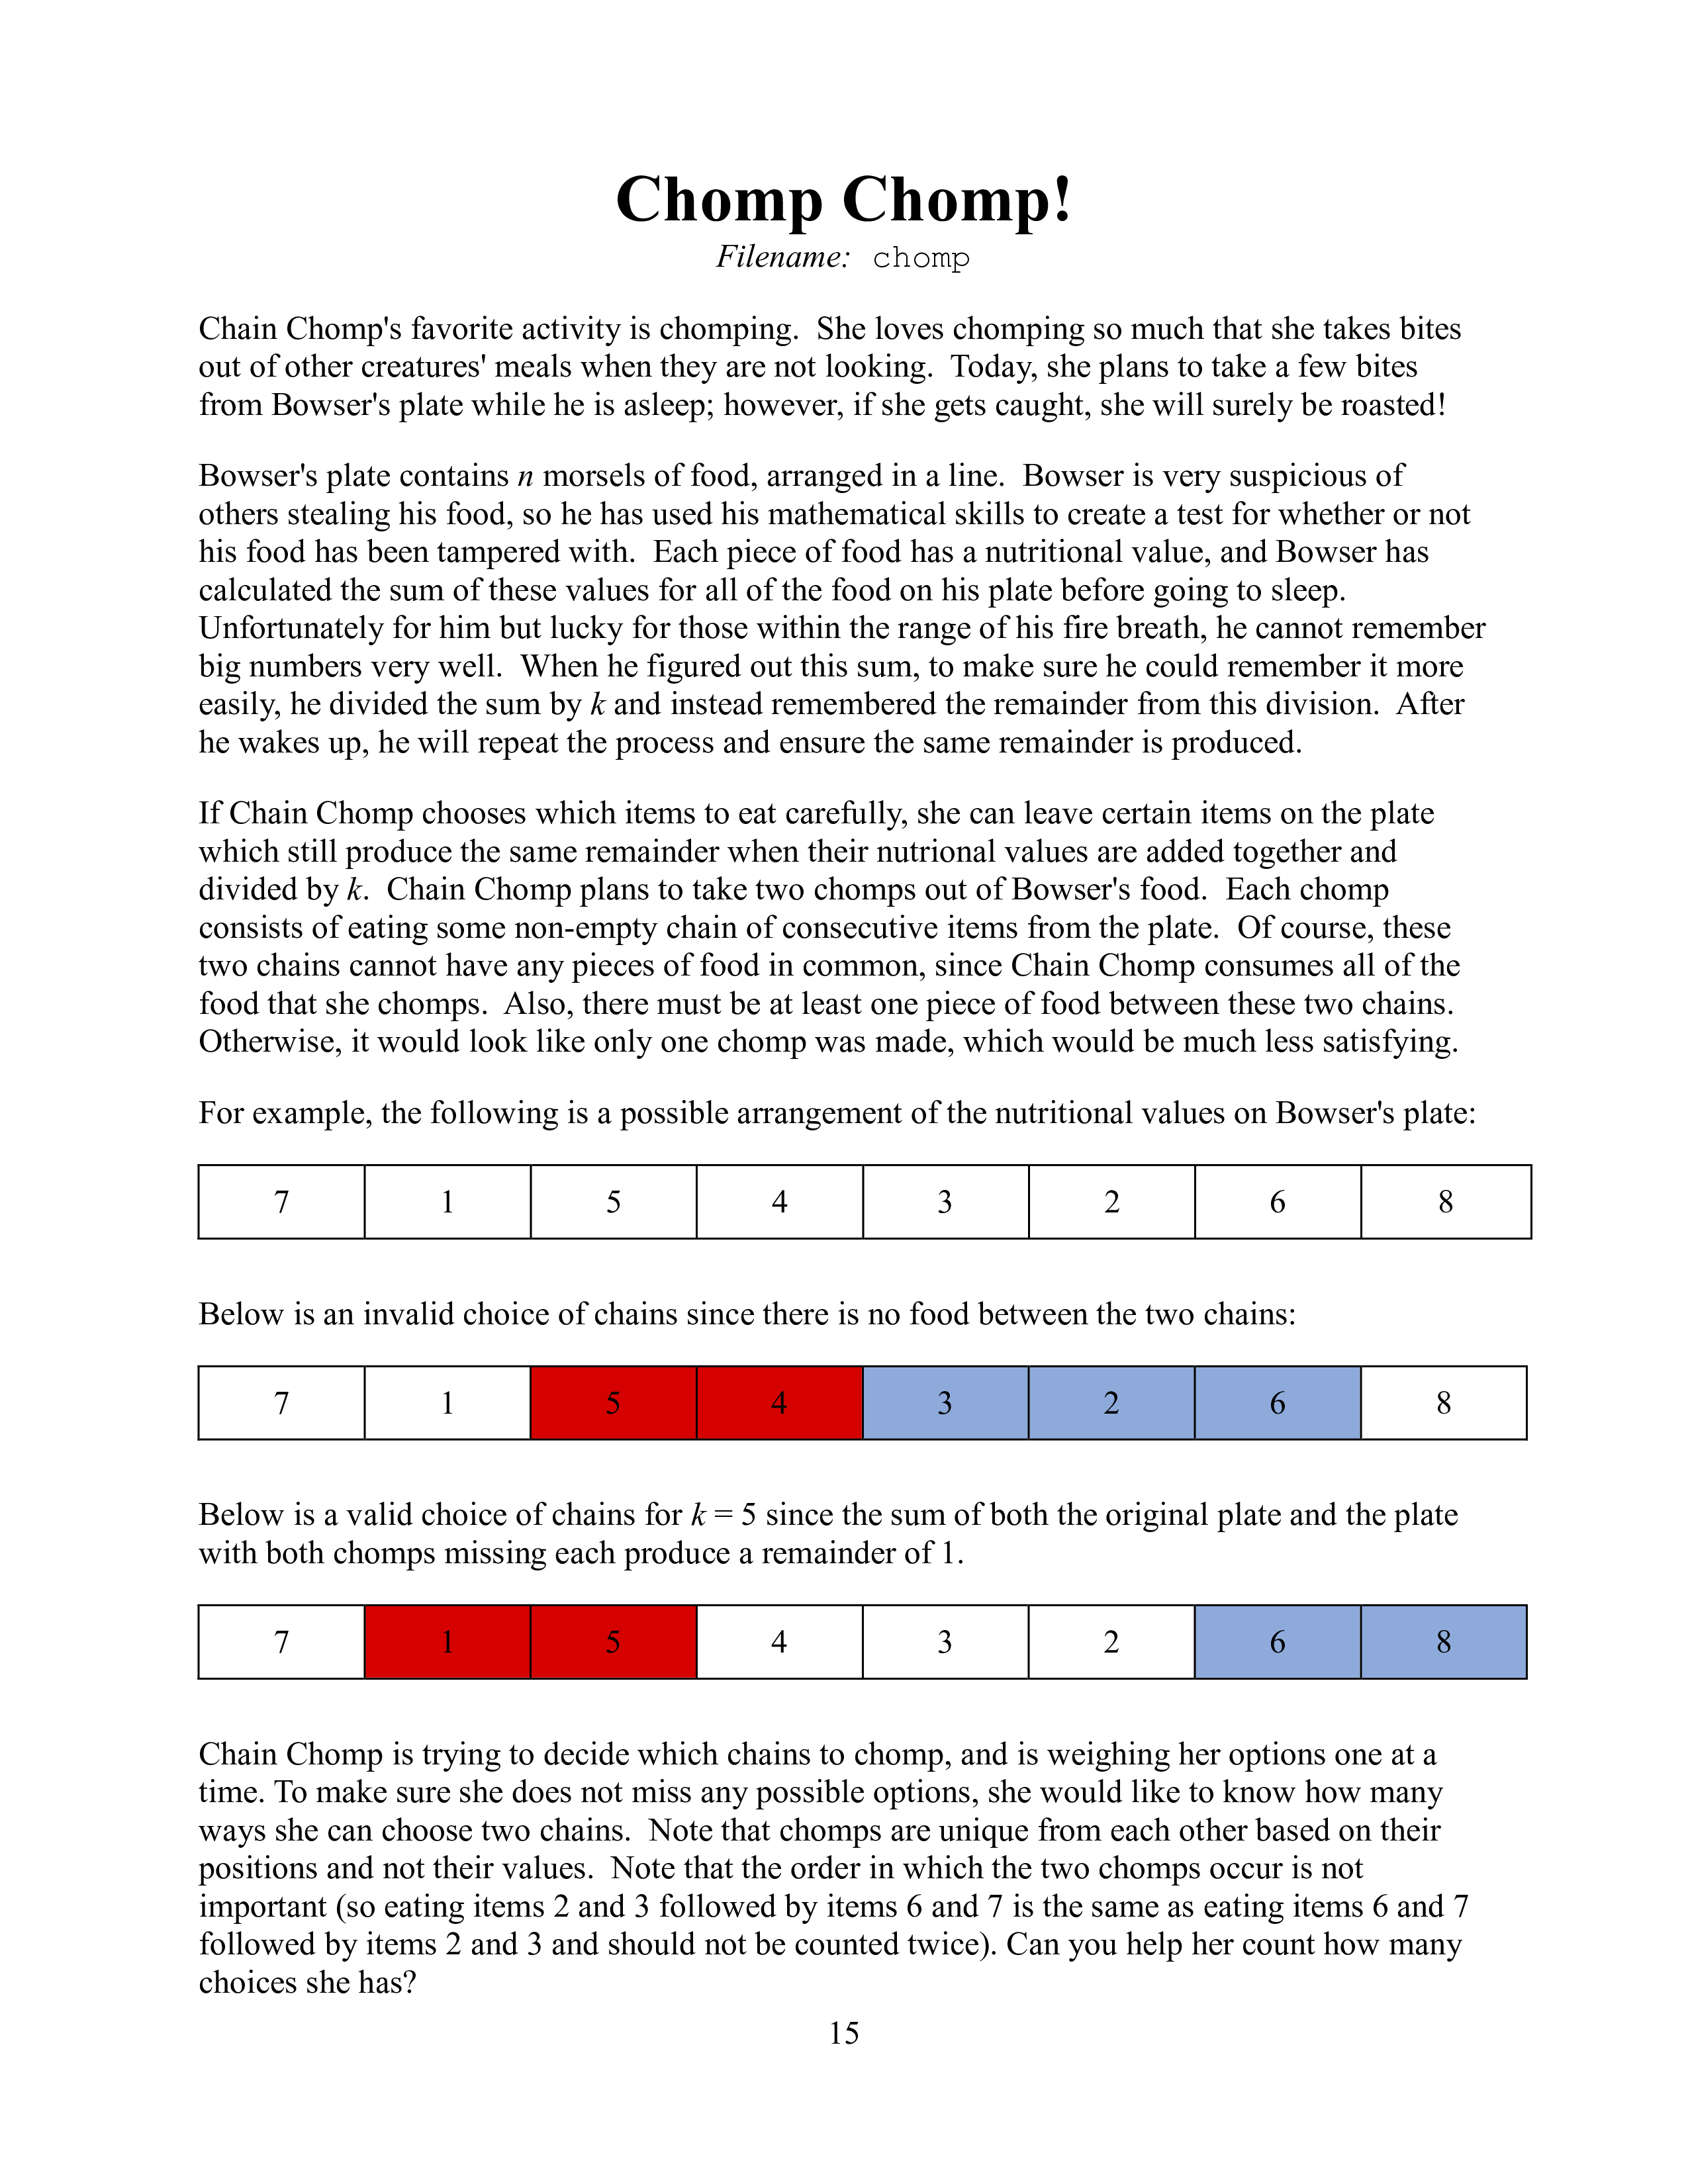 Chomp Chomp!
Filename: chomp
Chain Chomp's favorite activity is chomping. She loves chomping so much that she takes bites
out of other creatures' meals when they are not looking. Today, she plans to take a few bites
from Bowser's plate while he is asleep; however, if she gets caught, she will surely be roasted!
Bowser's plate contains n morsels of food, arranged in a line. Bowser is very suspicious of
others stealing his food, so he has used his mathematical skills to create a test for whether or not
his food has been tampered with. Each piece of food has a nutritional value, and Bowser has
calculated the sum of these values for all of the food on his plate before going to sleep.
Unfortunately for him but lucky for those within the range of his fire breath, he cannot remember
big numbers very well. When he figured out this sum, to make sure he could remember it more
easily, he divided the sum by k and instead remembered the remainder from this division. After
he wakes up, he will repeat the process and ensure the same remainder is produced.
If Chain Chomp chooses which items to eat carefully, she can leave certain items on the plate
which still produce the same remainder when their nutrional values are added together and
divided by k. Chain Chomp plans to take two chomps out of Bowser's food. Each chomp
consists of eating some non-empty chain of consecutive items from the plate. Of course, these
two chains cannot have any pieces of food in common, since Chain Chomp consumes all of the
food that she chomps. Also, there must be at least one piece of food between these two chains.
Otherwise, it would look like only one chomp was made, which would be much less satisfying.
For example, the following is a possible arrangement of the nutritional values on Bowser's plate:
7 1 5 4 3 2 6 8
Below is an invalid choice of chains since there is no food between the two chains:
7 1 5 4 3 2 6 8
Below is a valid choice of chains for k = 5 since the sum of both the original plate and the plate
with both chomps missing each produce a remainder of 1.
7 1 5 4 3 2 6 8
Chain Chomp is trying to decide which chains to chomp, and is weighing her options one at a
time. To make sure she does not miss any possible options, she would like to know how many
ways she can choose two chains. Note that chomps are unique from each other based on their
positions and not their values. Note that the order in which the two chomps occur is not
important (so eating items 2 and 3 followed by items 6 and 7 is the same as eating items 6 and 7
followed by items 2 and 3 and should not be counted twice). Can you help her count how many
choices she has?
15